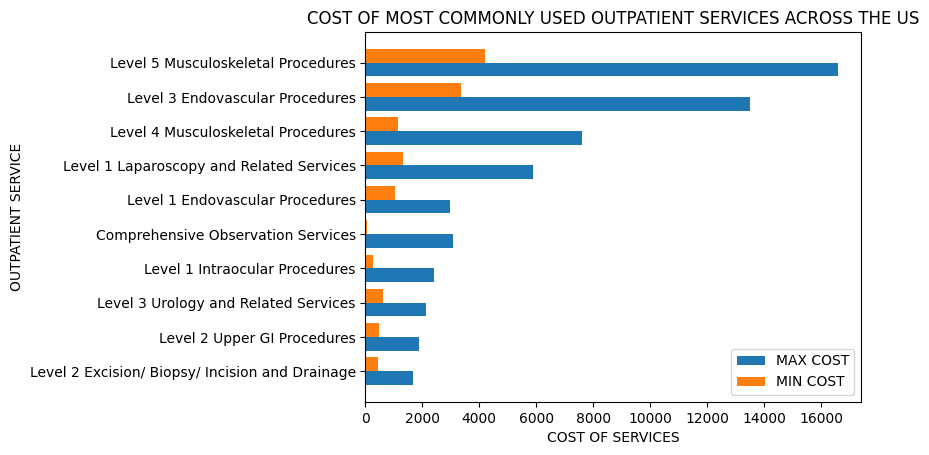 COST OF MOST COMMONLY USED OUTPATIENT SERVICES ACROSS THE US
OUTPATIENT SERVICE
Level 5 Musculoskeletal Procedures
Level 3 Endovascular Procedures
Level 4 Musculoskeletal Procedures
Level 1 Laparoscopy and Related Services
Level 1 Endovascular Procedures
Comprehensive Observation Services
Level 1 Intraocular Procedures
Level 3 Urology and Related Services
Level 2 Upper GI Procedures
Level 2 Excision/ Biopsy/ Incision and Drainage
MAX COST
MIN COST
0 2000 4000 6000 8000 10000 12000 14000 16000
COST OF SERVICES